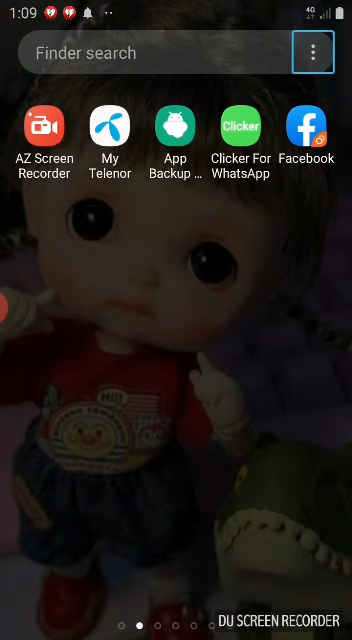 1:09
4G
Finder search
Clicker
AZ Screen
Recorder
My
Telenor
App
Backup ...
Clicker For
WhatsApp
Facebook
HIG
DU SCREEN RECORDER